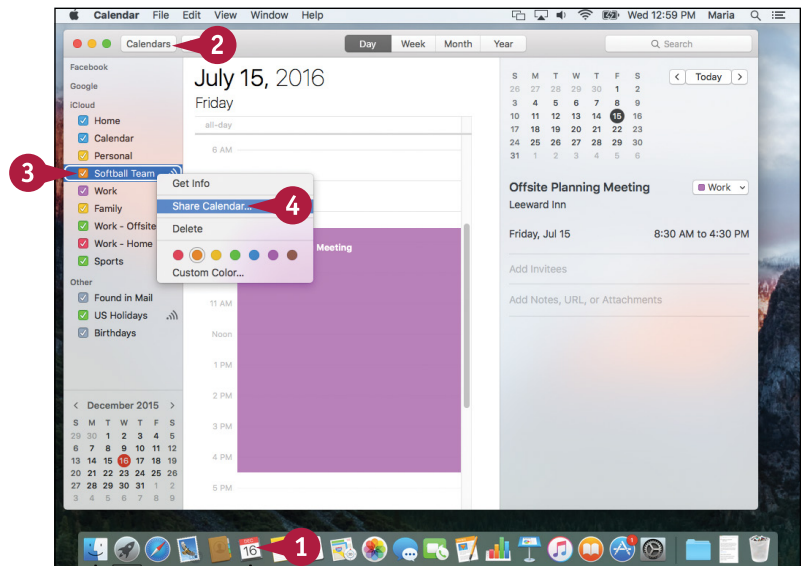 Calendar File Edit View Window Help Wed 12:59 PM Maria
Calendars
2
Day Week Month Year
Search
Facebook
Google
iCloud
Home
Calendar
Personal
3
Softball Team
Work
Family
Work - Offsite
Work - Home
Sports
Other
Found in Mail
US Holidays
Birthdays
< December 2015 >
S M T W T F S
29 30 1 2 3 4 5
6 7 8 9 10 11 12
13 14 15 16 17 18 19
20 21 22 23 24 25 26
27 28 29 30 31 1 2
3 4 5 6 7 8 9
Get Info
Share Calendar...
4
Delete
Custom Color...
July 15, 2016
Friday
all-day
6 AM
Meeting
11 AM
Noon
1 PM
2 PM
3 PM
4 PM
5 PM
S M T W T F S
26 27 28 29 30 1 2
3 4 5 6 7 8 9
10 11 12 13 14 15 16
17 18 19 20 21 22 23
24 25 26 27 28 29 30
31 1 2 3 4 5 6
< Today >
Offsite Planning Meeting
Work
Leeward Inn
Friday, Jul 15 8:30 AM to 4:30 PM
Add Invitees
Add Notes, URL, or Attachments
16
1
1